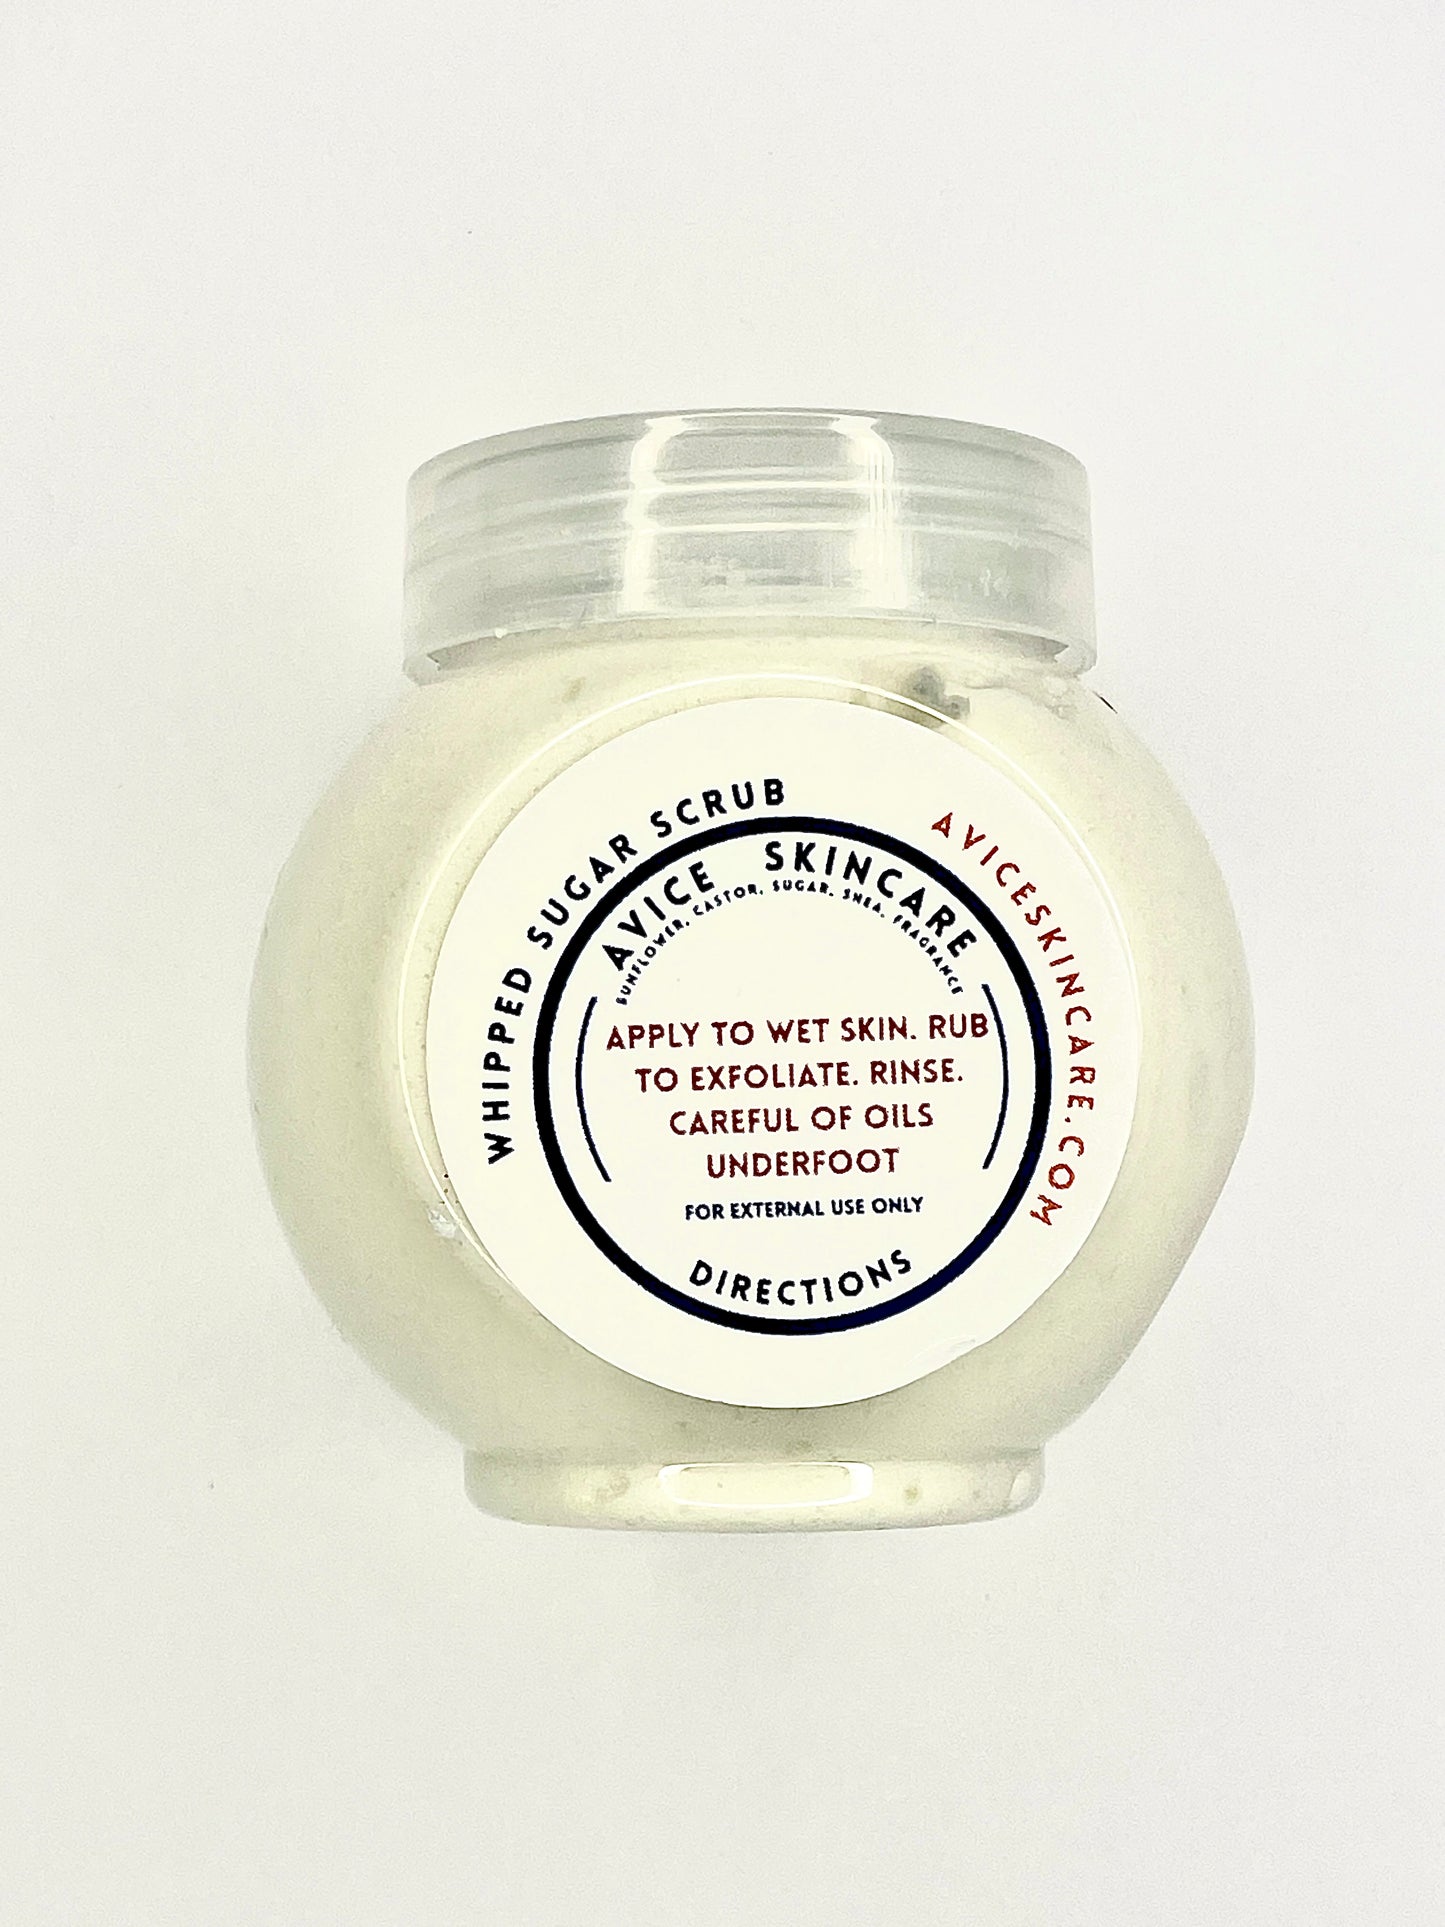 WHIPPED SUGAR SCRUB
AVICESKINCARE.COM
AVICE SKINCARE
SUNFLOWER, CASTOR, SUGAR. SHEA. FRAGRANCE
APPLY TO WET SKIN. RUB
TO EXFOLIATE. RINSE.
CAREFUL OF OILS
UNDERFOOT
FOR EXTERNAL USE ONLY
DIRECTIONS